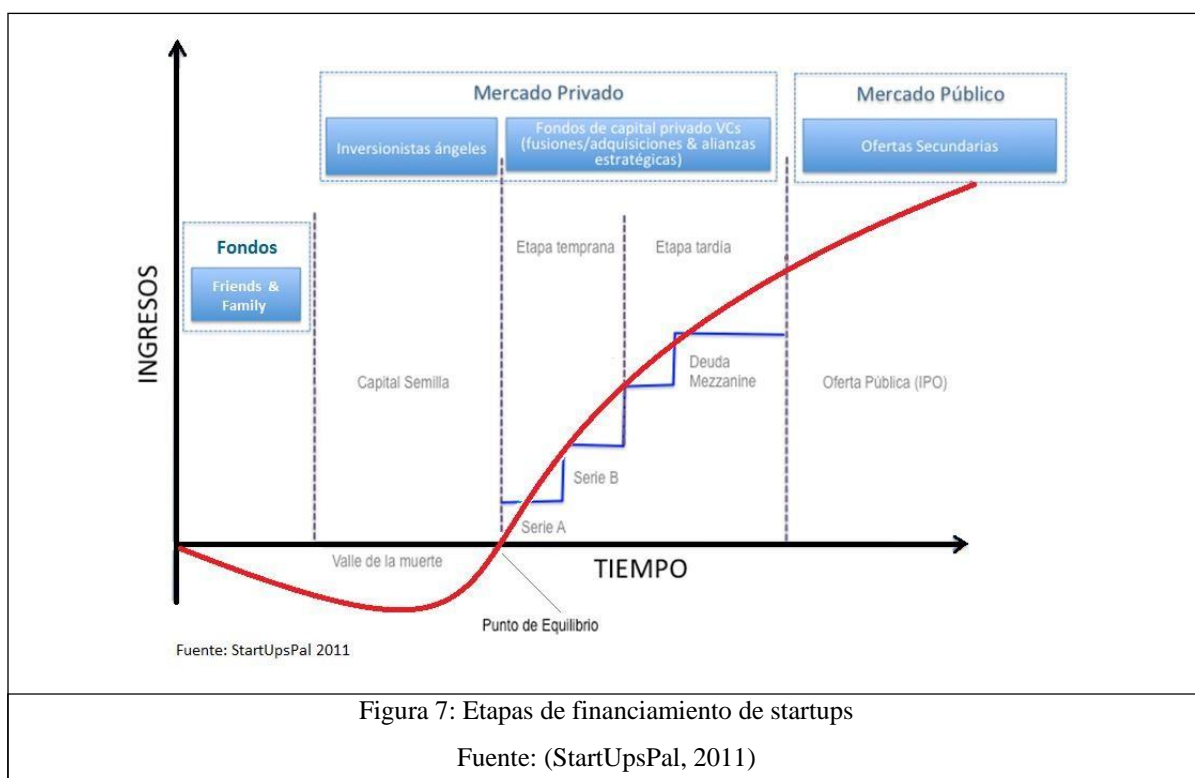 Mercado Privado
Inversionistas ángeles
Fondos de capital privado VCs
(fusiones/adquisiciones & alianzas
estratégicas)
Mercado Público
Ofertas Secundarias
Fondos
Friends &
Family
Etapa temprana
Etapa tardía
INGRESOS
Capital Semilla
Deuda
Mezzanine
Oferta Pública (IPO)
Serie B
Serie A
Valle de la muerte
TIEMPO
Punto de Equilibrio
Fuente: StartUpsPal 2011
Figura 7: Etapas de financiamiento de startups
Fuente: (StartUpsPal, 2011)